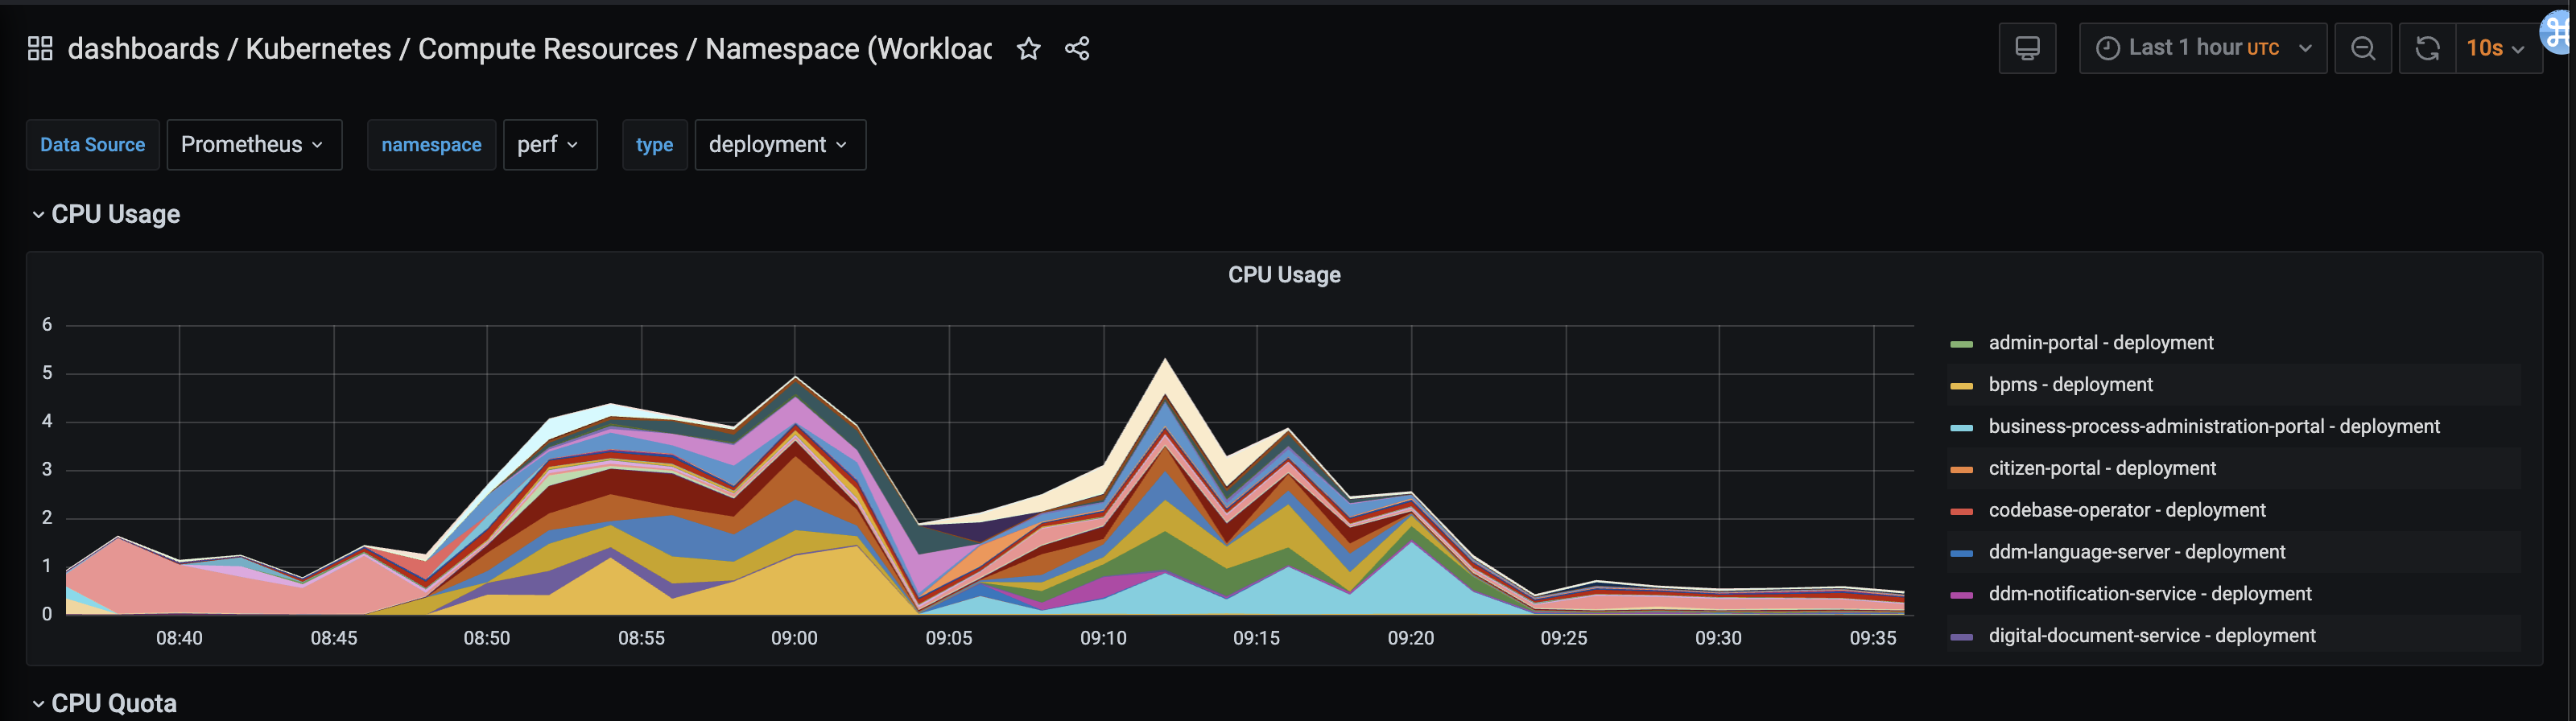 dashboards / Kubernetes / Compute Resources / Namespace (Workloac
Last 1 hour UTC
10s
Data Source Prometheus namespace perf type deployment
CPU Usage
CPU Usage
6
5
4
3
2
1
0
08:40 08:45 08:50 08:55 09:00 09:05 09:10 09:15 09:20 09:25 09:30 09:35
admin-portal - deployment
bpms - deployment
business-process-administration-portal - deployment
citizen-portal - deployment
codebase-operator - deployment
ddm-language-server - deployment
ddm-notification-service - deployment
digital-document-service - deployment
CPU Quota